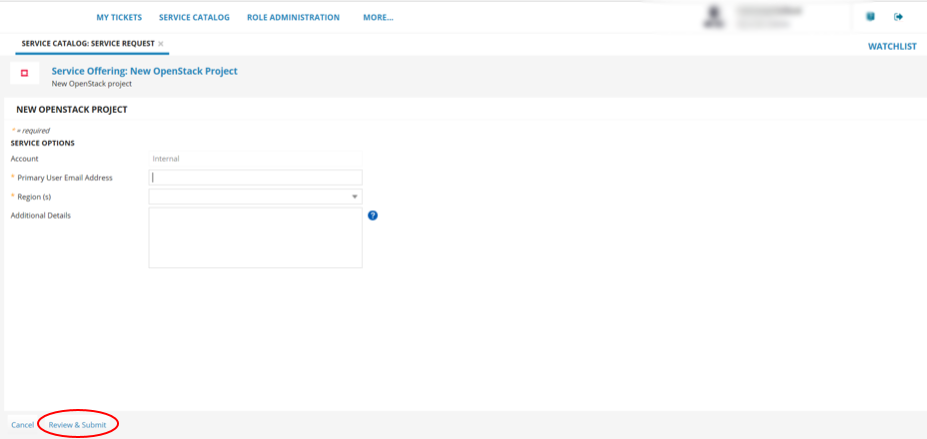 MY TICKETS SERVICE CATALOG ROLE ADMINISTRATION MORE...
SERVICE CATALOG: SERVICE REQUEST ×
WATCHLIST
Service Offering: New OpenStack Project
New OpenStack project
NEW OPENSTACK PROJECT
* = required
SERVICE OPTIONS
Account Internal
* Primary User Email Address
* Region (s)
Additional Details ?
Cancel Review & Submit